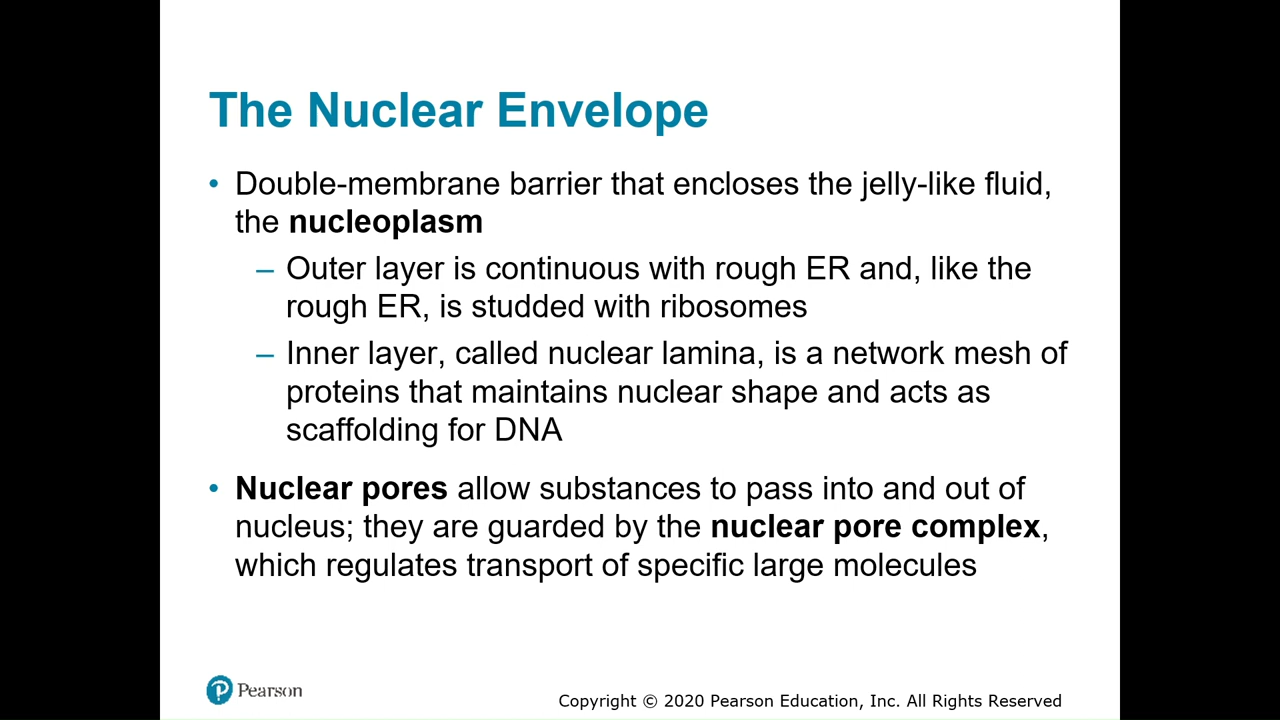 The Nuclear Envelope
• Double-membrane barrier that encloses the jelly-like fluid,
the nucleoplasm
– Outer layer is continuous with rough ER and, like the
rough ER, is studded with ribosomes
– Inner layer, called nuclear lamina, is a network mesh of
proteins that maintains nuclear shape and acts as
scaffolding for DNA
• Nuclear pores allow substances to pass into and out of
nucleus; they are guarded by the nuclear pore complex,
which regulates transport of specific large molecules
P Pearson
Copyright © 2020 Pearson Education, Inc. All Rights Reserved